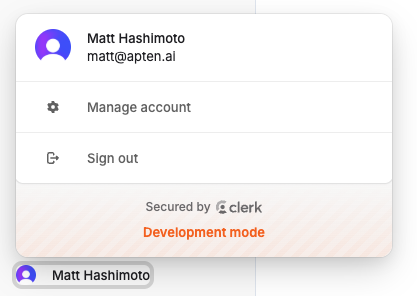 Matt Hashimoto
matt@apten.ai
Manage account
Sign out
Secured by clerk
Development mode
Matt Hashimoto